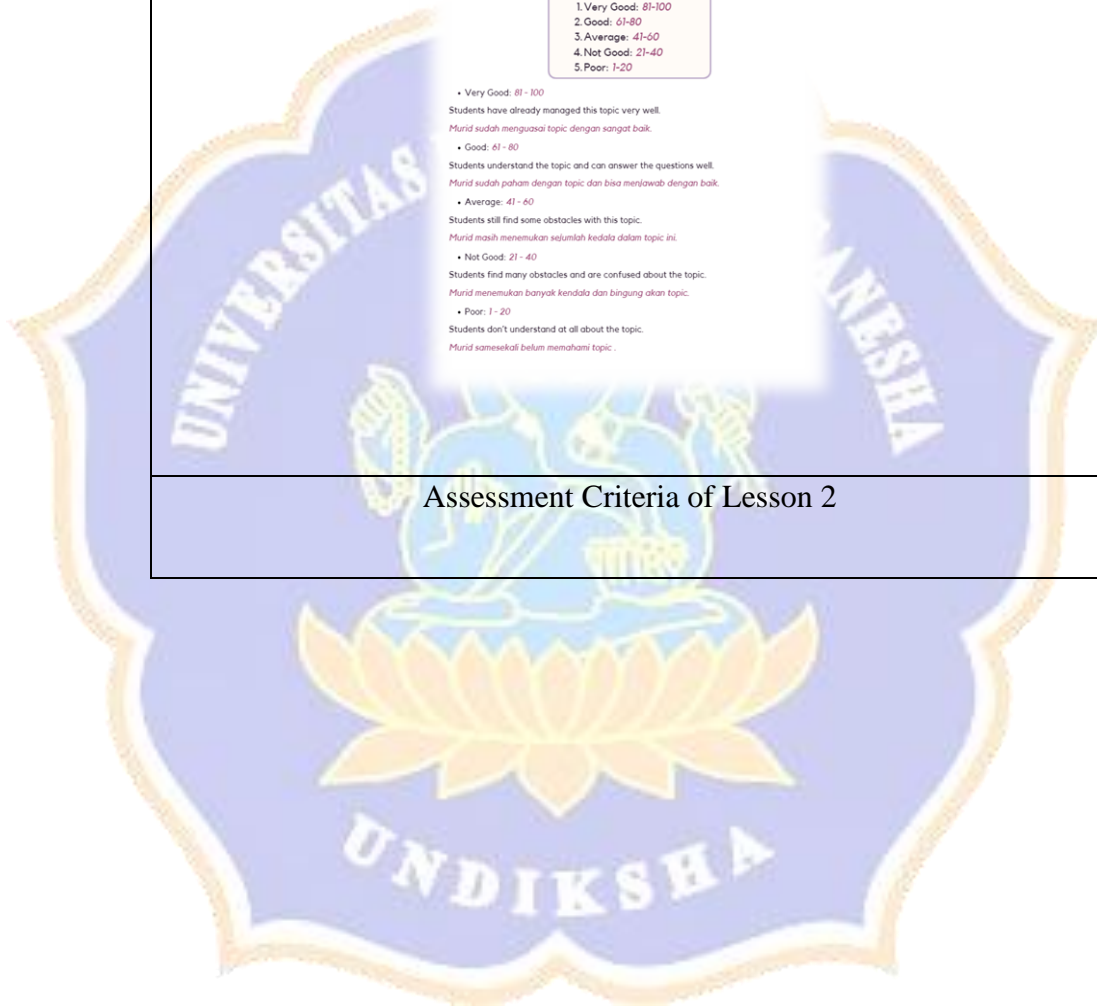 1. Very Good: 81-100
2. Good: 61-80
3. Average: 41-60
4. Not Good: 21-40
5. Poor: 1-20
• Very Good: 81 - 100
Students have already managed this topic very well.
Murid sudah menguasai topic dengan sangat baik.
• Good: 61 - 80
Students understand the topic and can answer the questions well.
Murid sudah paham dengan topic dan bisa menjawab dengan baik.
• Average: 41 - 60
Students still find some obstacles with this topic.
Murid masih menemukan sejumlah kedala dalam topic ini.
• Not Good: 21 - 40
Students find many obstacles and are confused about the topic.
Murid menemukan banyak kendala dan bingung akan topic.
• Poor: 1 - 20
Students don't understand at all about the topic.
Murid samesekali belum memahami topic .
Assessment Criteria of Lesson 2
UNIVERSITAS
ANESHA
UNDIKSHA